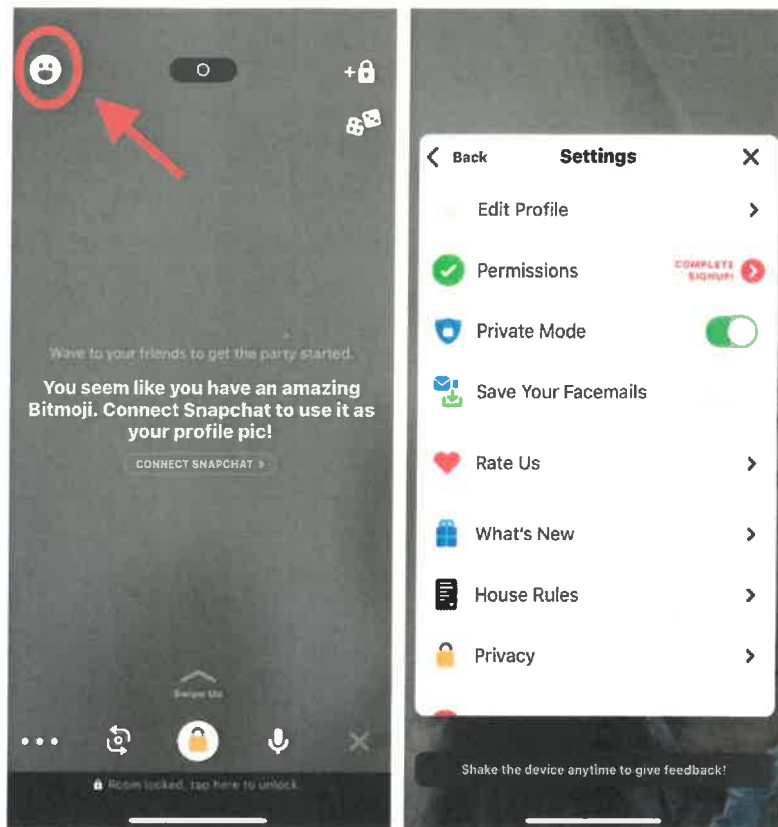 Wave to your friends to get the party started.
You seem like you have an amazing
Bitmoji. Connect Snapchat to use it as
your profile pic!
CONNECT SNAPCHAT >
Swipe Up
Room locked, tap here to unlock
Back
Settings
Edit Profile
Permissions
COMPLETE
SIGNUP!
Private Mode
Save Your Facemails
Rate Us
What's New
House Rules
Privacy
Shake the device anytime to give feedback!